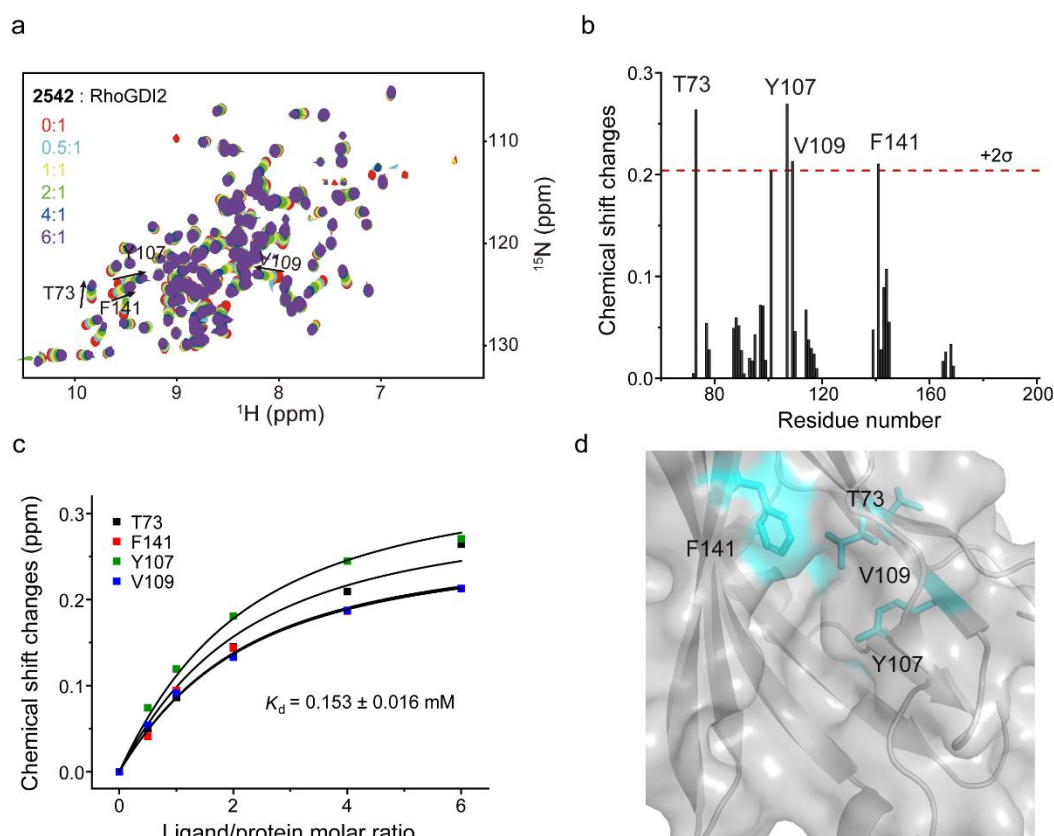 a
2542 : RhoGDI2
0:1
0.5:1
1:1
2:1
4:1
6:1
Y107
V109
T73
F141
110
120
130
¹⁵N (ppm)
10 9 8 7
¹H (ppm)
b
Chemical shift changes
0.3
0.2
0.1
0.0
T73
Y107
V109
F141
+2σ
80 120 160 200
Residue number
c
Chemical shift changes (ppm)
0.3
0.2
0.1
0.0
T73
F141
Y107
V109
Kd = 0.153 ± 0.016 mM
0 2 4 6
Ligand/protein molar ratio
d
T73
F141
V109
Y107